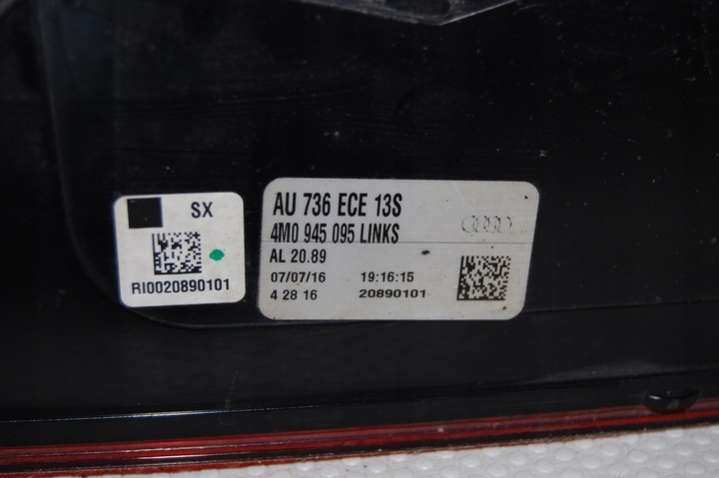 SX
RI0020890101
AU 736 ECE 13S
4M0 945 095 LINKS
AL 20.89
07/07/16 19:16:15
4 28 16 20890101